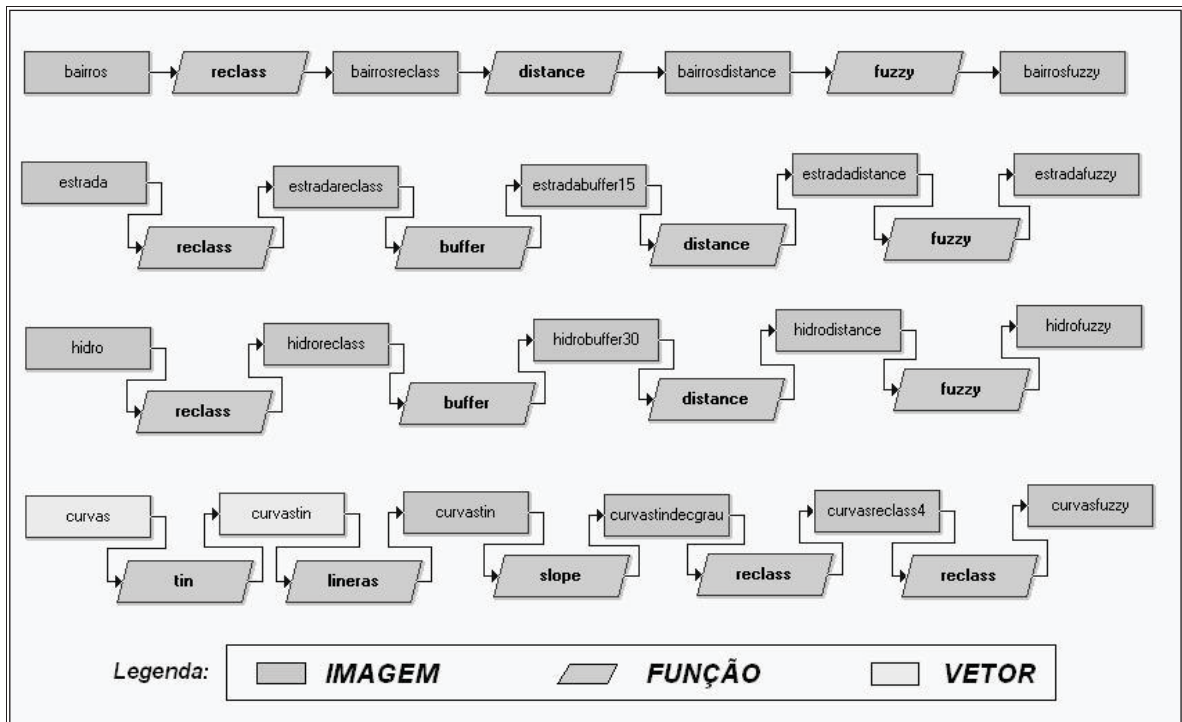 bairros
reclass
bairrosreclass
distance
bairrosdistance
fuzzy
bairrosfuzzy
estrada
reclass
estradareclass
buffer
estradabuffer15
distance
estradadistance
fuzzy
estradafuzzy
hidro
reclass
hidroreclass
buffer
hidrobuffer30
distance
hidrodistance
fuzzy
hidrofuzzy
curvas
tin
curvastin
lineras
curvastin
slope
curvastindecgrau
reclass
curvasreclass4
reclass
curvasfuzzy
Legenda: IMAGEM FUNÇÃO VETOR